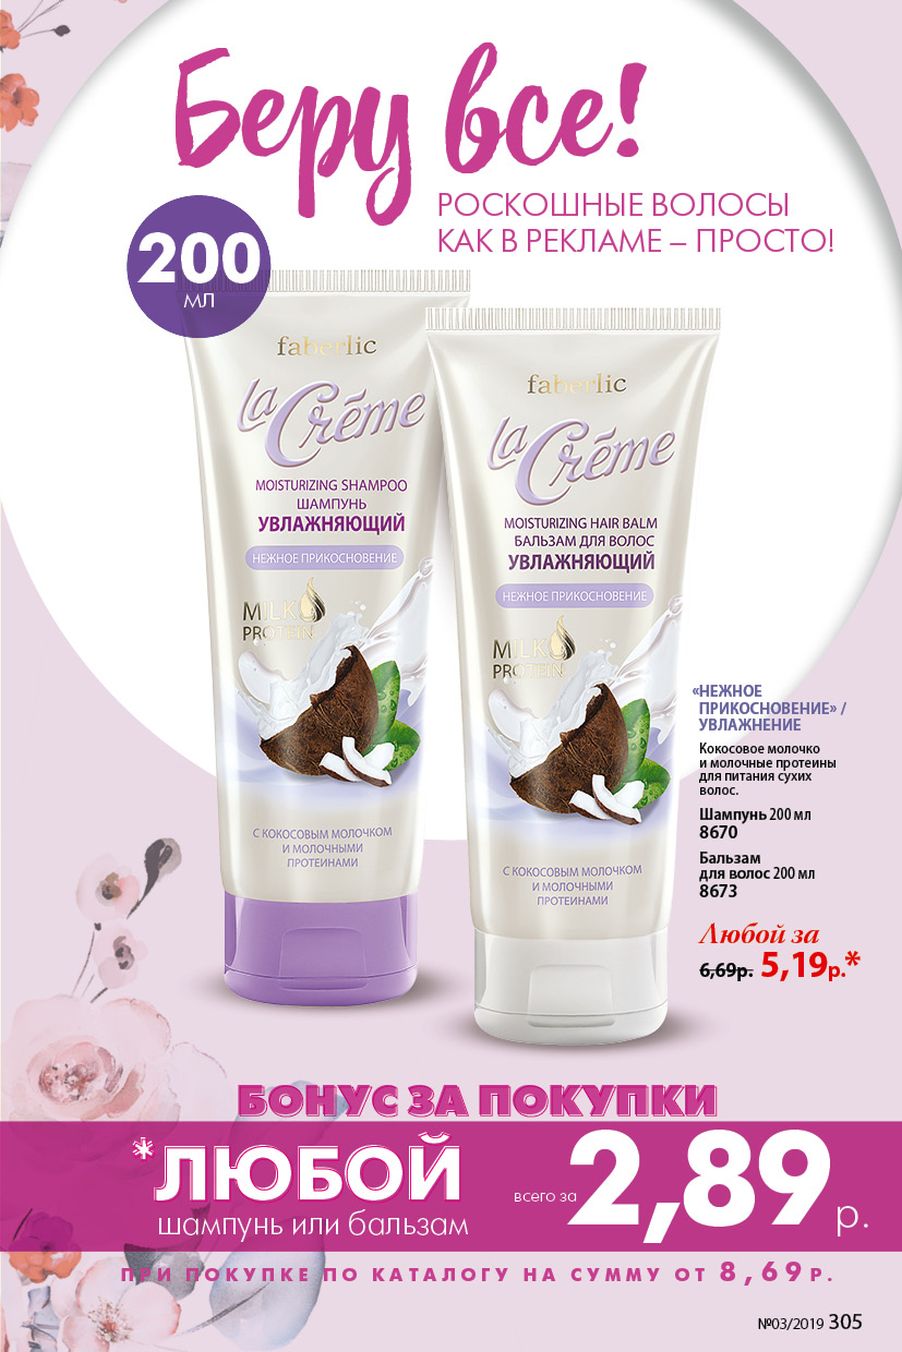 Беру все!
РОСКОШНЫЕ ВОЛОСЫ
КАК В РЕКЛАМЕ – ПРОСТО!
200
МЛ
faberlic
La Crème
MOISTURIZING SHAMPOO
ШАМПУНЬ
УВЛАЖНЯЮЩИЙ
НЕЖНОЕ ПРИКОСНОВЕНИЕ
MILK
PROTEIN
С КОКОСОВЫМ МОЛОЧКОМ
И МОЛОЧНЫМИ
ПРОТЕИНАМИ
faberlic
La Crème
MOISTURIZING HAIR BALM
БАЛЬЗАМ ДЛЯ ВОЛОС
УВЛАЖНЯЮЩИЙ
НЕЖНОЕ ПРИКОСНОВЕНИЕ
MILK
PROTEIN
С КОКОСОВЫМ МОЛОЧКОМ
И МОЛОЧНЫМИ
ПРОТЕИНАМИ
«НЕЖНОЕ
ПРИКОСНОВЕНИЕ» /
УВЛАЖНЕНИЕ
Кокосовое молочко
и молочные протеины
для питания сухих
волос.
Шампунь 200 мл
8670
Бальзам
для волос 200 мл
8673
Любой за
6,69р. 5,19р.*
БОНУС ЗА ПОКУПКИ
*ЛЮБОЙ
шампунь или бальзам
всего за 2,89 р.
ПРИ ПОКУПКЕ ПО КАТАЛОГУ НА СУММУ ОТ 8,69 Р.
№03/2019 305